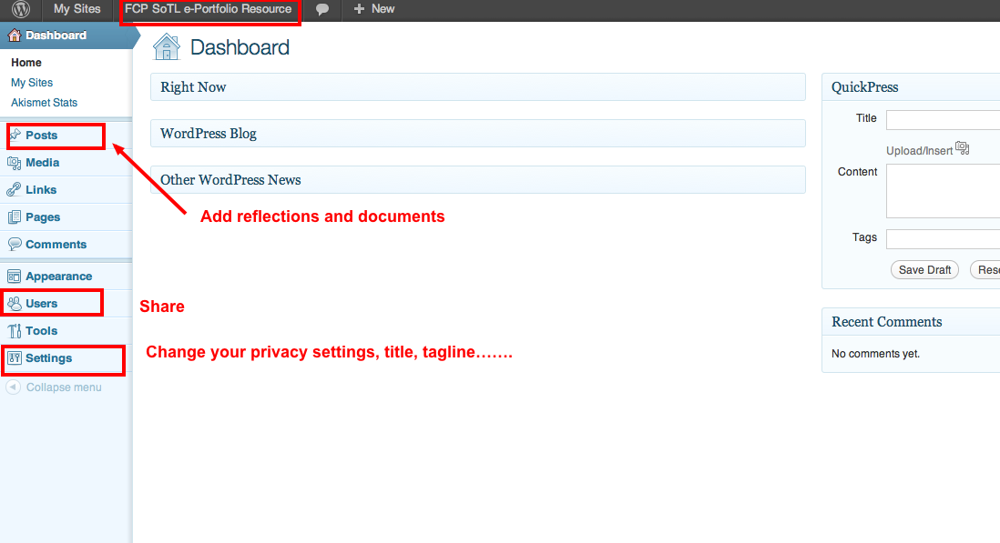 My Sites
FCP SoTL e-Portfolio Resource
New
Dashboard
Home
My Sites
Akismet Stats
Posts
Media
Links
Pages
Comments
Appearance
Users
Tools
Settings
Collapse menu
Dashboard
Right Now
WordPress Blog
Other WordPress News
Add reflections and documents
Share
Change your privacy settings, title, tagline.......
QuickPress
Title
Upload/Insert
Content
Tags
Save Draft
Rese
Recent Comments
No comments yet.